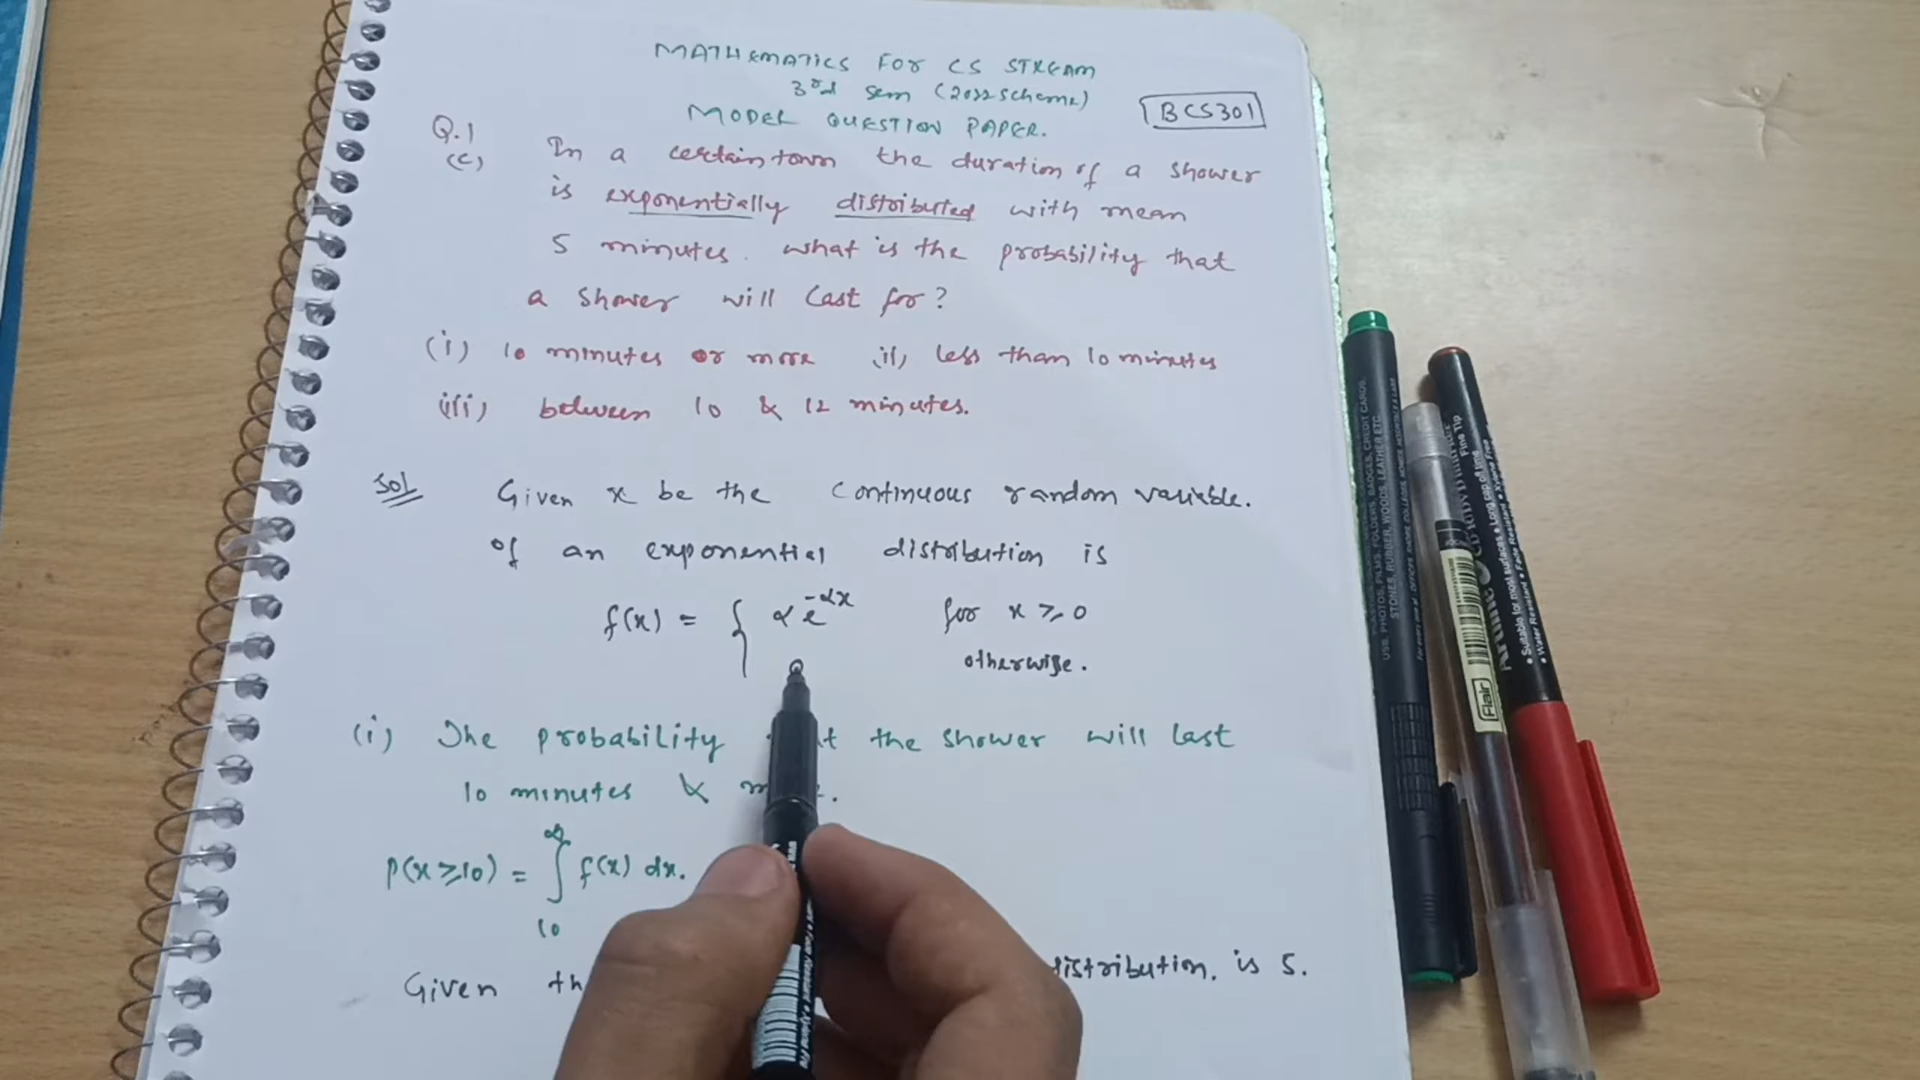 MATHEMATICS FOR CS STREAM
3rd Sem (2022 Scheme)
MODEL QUESTION PAPER.
BCS301
Q.1
(c) In a certain town the duration of a shower
is exponentially distributed with mean
5 minutes. what is the probability that
a shower will last for?
(i) 10 minutes or more ii) less than 10 minutes
iii) between 10 & 12 minutes.
Sol Given x be the continuous random variable.
of an exponential distribution is
f(x) = { αe^-αx for x ≥ 0
0 otherwise.
(i) The probability the shower will last
10 minutes &
P(x ≥ 10) = ∫ 10 ∞ f(x) dx.
Given distribution, is 5.
Flair
Artline
Fine Tip